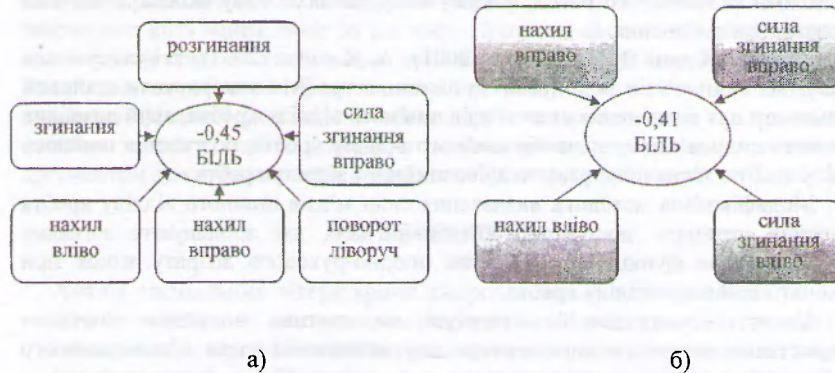 розгинання
згинання
-0,45
БІЛЬ
сила
згинання
вправо
нахил
вліво
нахил
вправо
поворот
ліворуч
а)
нахил
вправо
сила
згинання
вправо
-0,41
БІЛЬ
нахил вліво
сила
згинання
вліво
б)